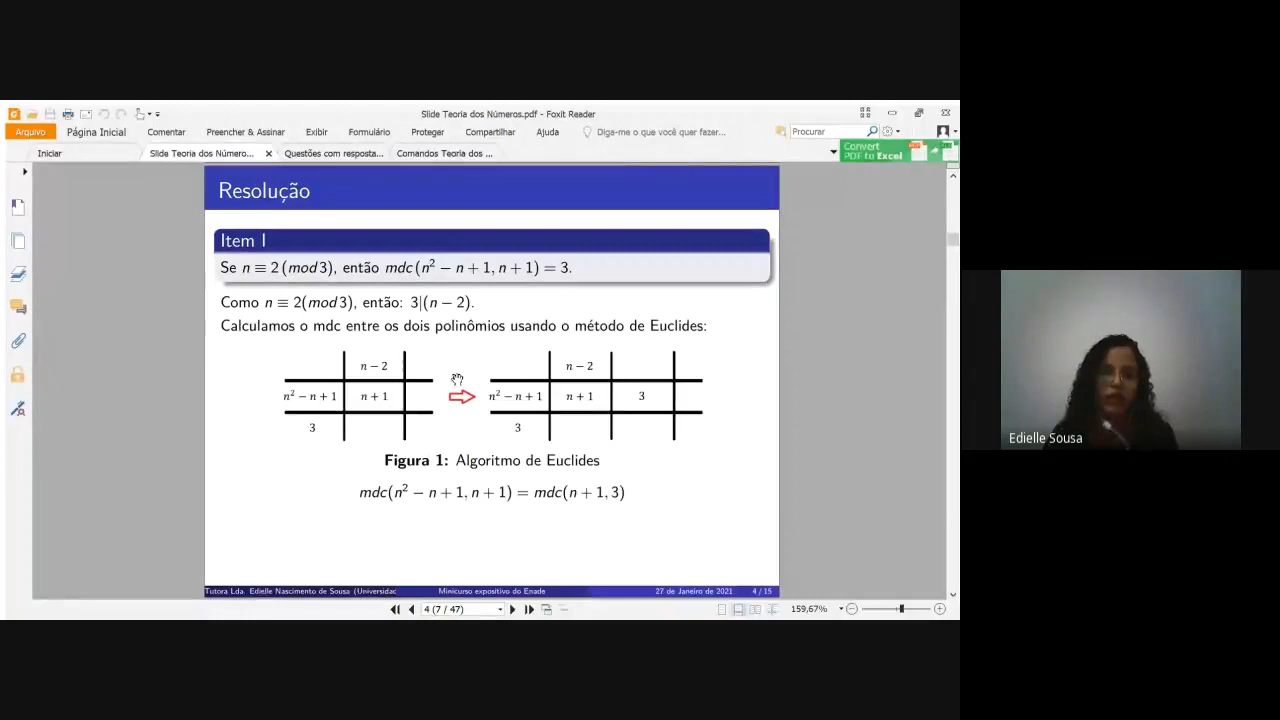 Slide Teoria dos Números.pdf - Foxit Reader
Arquivo Página Inicial Comentar Preencher & Assinar Exibir Formulário Proteger Compartilhar Ajuda Diga-me o que você quer fazer... Procurar
Iniciar Slide Teoria dos Número... Questões com resposta... Comandos Teoria dos ...
Convert
PDF to Excel
Resolução
Item I
Se n ≡ 2 (mod 3), então mdc(n² − n + 1, n + 1) = 3.
Como n ≡ 2(mod 3), então: 3|(n − 2).
Calculamos o mdc entre os dois polinômios usando o método de Euclides:
n − 2 n − 2
n² − n + 1 n + 1 n² − n + 1 n + 1 3
3 3
Figura 1: Algoritmo de Euclides
mdc(n² − n + 1, n + 1) = mdc(n + 1, 3)
Edielle Sousa
Tutora Lda. Edielle Nascimento de Sousa (Universidac Minicurso expositivo do Enade 27 de Janeiro de 2021 4 / 15
4 (7 / 47) 159,67%